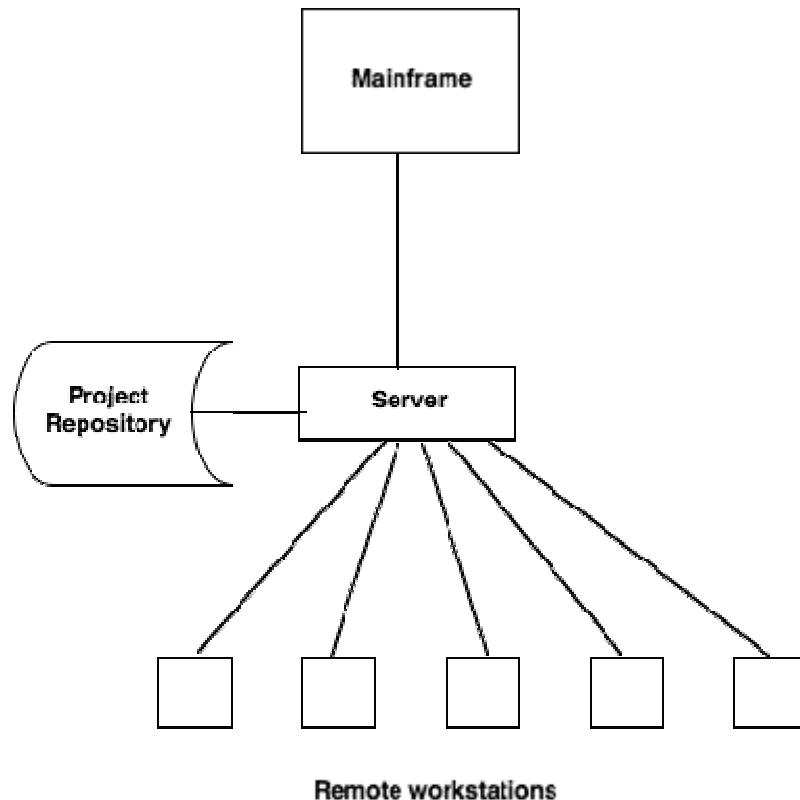 Mainframe
Project
Repository
Server
Remote workstations